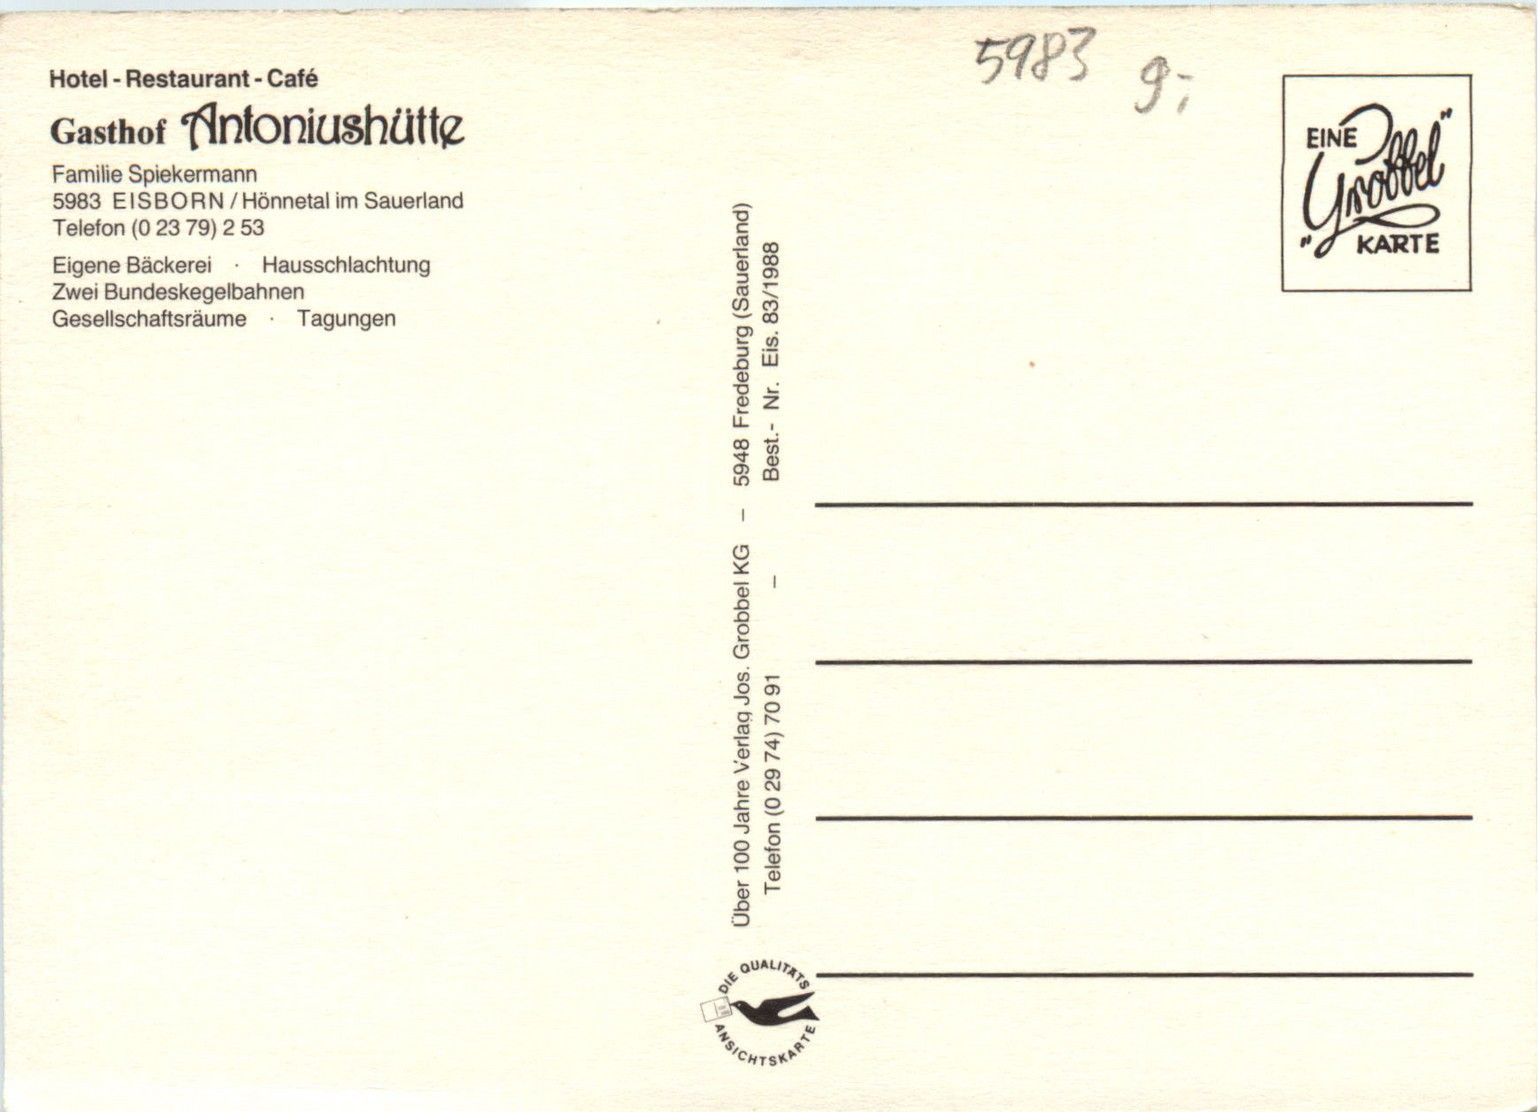 5983 9,-
Hotel - Restaurant - Café
Gasthof Antoniushütte
Familie Spiekermann
5983 EISBORN / Hönnetal im Sauerland
Telefon (0 23 79) 2 53
Eigene Bäckerei · Hausschlachtung
Zwei Bundeskegelbahnen
Gesellschaftsräume · Tagungen
Über 100 Jahre Verlag Jos. Grobbel KG – 5948 Fredeburg (Sauerland)
Telefon (0 29 74) 70 91 – Best.- Nr. Eis. 83/1988
DIE QUALITÄTS
ANSICHTSKARTE
EINE
"Grobbel"
KARTE